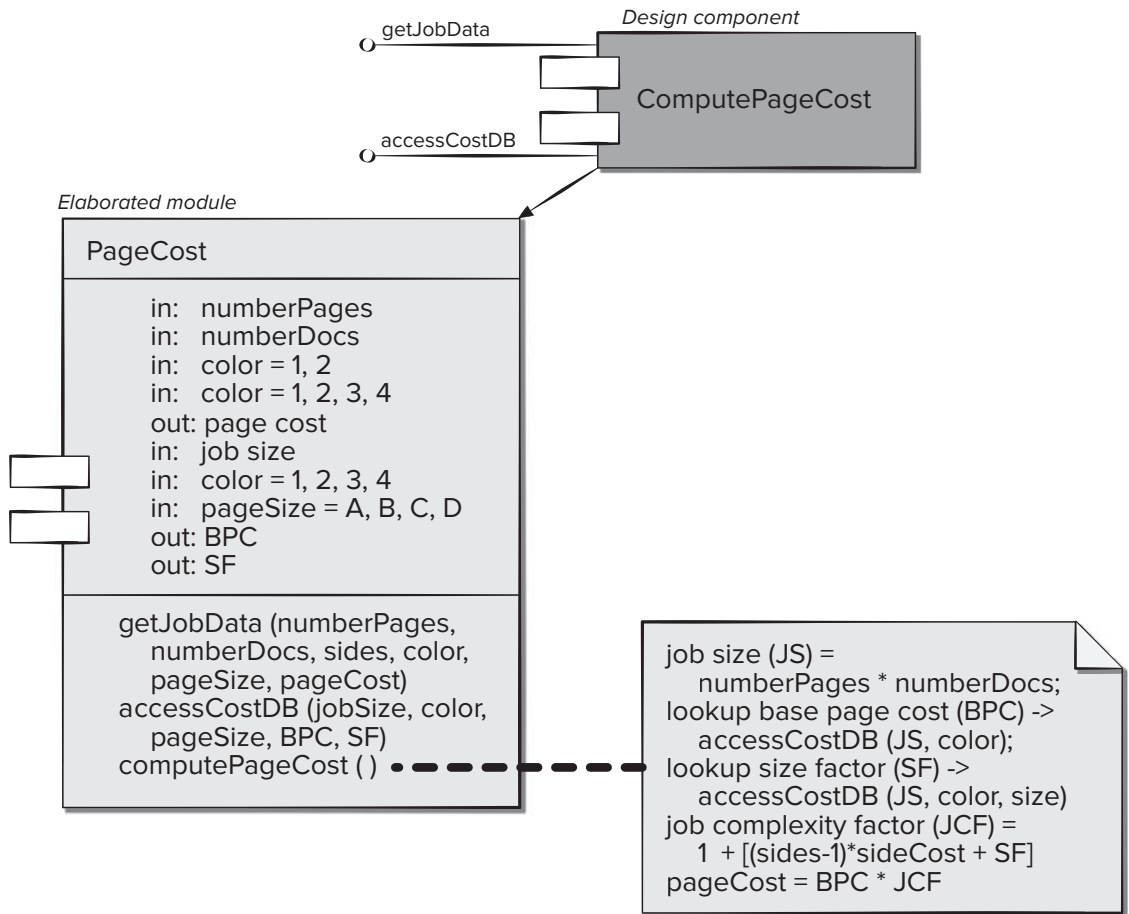 Design component
getJobData
ComputePageCost
accessCostDB
Elaborated module
PageCost
in: numberPages
in: numberDocs
in: color = 1, 2
in: color = 1, 2, 3, 4
out: page cost
in: job size
in: color = 1, 2, 3, 4
in: pageSize = A, B, C, D
out: BPC
out: SF
getJobData (numberPages,
numberDocs, sides, color,
pageSize, pageCost)
accessCostDB (jobSize, color,
pageSize, BPC, SF)
computePageCost ( )
job size (JS) =
numberPages * numberDocs;
lookup base page cost (BPC) ->
accessCostDB (JS, color);
lookup size factor (SF) ->
accessCostDB (JS, color, size)
job complexity factor (JCF) =
1 + [(sides-1)*sideCost + SF]
pageCost = BPC * JCF